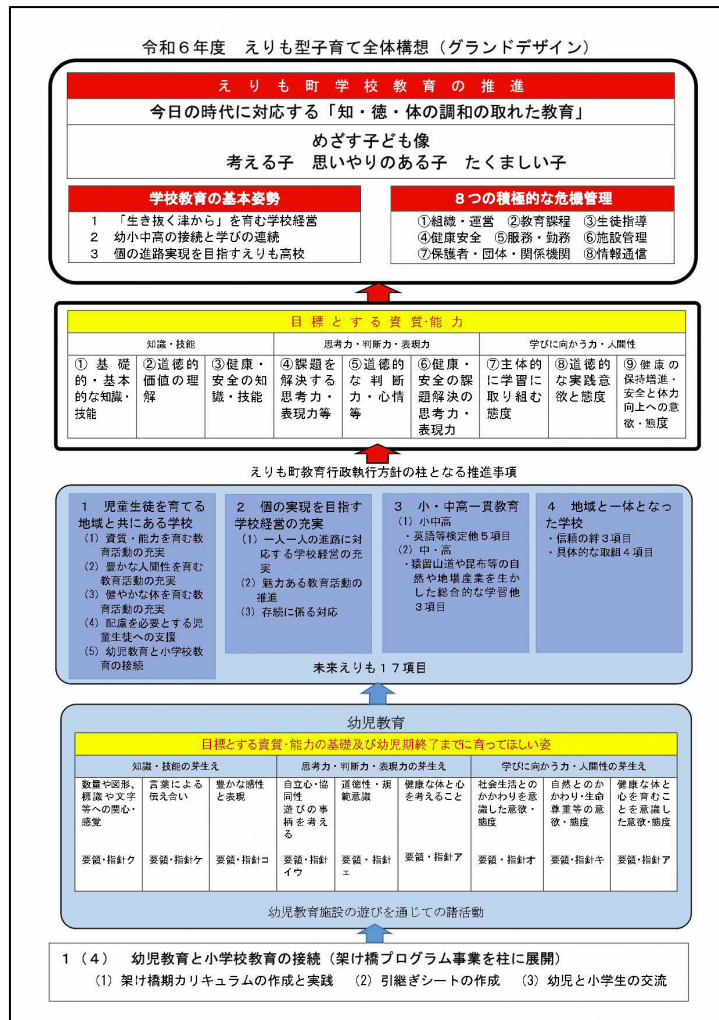 令和６年度　えりも型子育て全体構想（グランドデザイン）
えりも町学校教育の推進
今日の時代に対応する「知・徳・体の調和の取れた教育」
めざす子ども像
考える子　思いやりのある子　たくましい子
学校教育の基本姿勢
１　「生き抜く津から」を育む学校経営
２　幼小中高の接続と学びの連続
３　個の進路実現を目指すえりも高校
８つの積極的な危機管理
①組織・運営　②教育課程　③生徒指導
④健康安全　⑤服務・勤務　⑥施設管理
⑦保護者・団体・関係機関　⑧情報通信
目標とする資質・能力
知識・技能
思考力・判断力・表現力
学びに向かう力・人間性
①基礎
的・基本
的な知識・
技能
②道徳的
価値の理
解
③健康・
安全の知
識・技能
④課題を
解決する
思考力・
表現力等
⑤道徳的
な判断
力・心情
等
⑥健康・
安全の課
題解決の
思考力・
表現力
⑦主体的
に学習に
取り組む
態度
⑧道徳的
な実践意
欲と態度
⑨健康の
保持増進・
安全と体力
向上への意
欲・態度
えりも町教育行政執行方針の柱となる推進事項
１　児童生徒を育てる
地域と共にある学校
(1) 資質・能力を育む教
育活動の充実
(2) 豊かな人間性を育む
教育活動の充実
(3) 健やかな体を育む教
育活動の充実
(4) 配慮を必要とする児
童生徒への支援
(5) 幼児教育と小学校教
育の接続
２　個の実現を目指す
学校経営の充実
(1) 一人一人の進路に対
応する学校経営の充
実
(2) 魅力ある教育活動の
推進
(3) 存続に係る対応
３　小・中高一貫教育
(1) 小中高
・英語等検定他５項目
(2) 中・高
・猿留山道や昆布等の自
然や地場産業を生か
した総合的な学習他
３項目
４　地域と一体となっ
た学校
・信頼の絆３項目
・具体的な取組４項目
未来えりも１７項目
幼児教育
目標とする資質・能力の基礎及び幼児期終了までに育ってほしい姿
知識・技能の芽生え
思考力・判断力・表現力の芽生え
学びに向かう力・人間性の芽生え
数量や図形、
標識や文字
等への関心・
感覚
要領・指針ク
言葉による
伝え合い
要領・指針ケ
豊かな感性
と表現
要領・指針コ
自立心・協
同性
遊びの事
柄を考え
る
要領・指針
イウ
道徳性・規
範意識
要領・指針
ェ
健康な体と心
を考えること
要領・指針ア
社会生活との
かかわりを意
識した意欲・
態度
要領・指針オ
自然とのか
かわり・生命
尊重等の意
欲・態度
要領・指針キ
健康な体と
心を育むこ
とを意識し
た意欲・態度
要領・指針ア
幼児教育施設の遊びを通じての諸活動
１（４）　幼児教育と小学校教育の接続（架け橋プログラム事業を柱に展開）
(1) 架け橋期カリキュラムの作成と実践　(2) 引継ぎシートの作成　(3) 幼児と小学生の交流